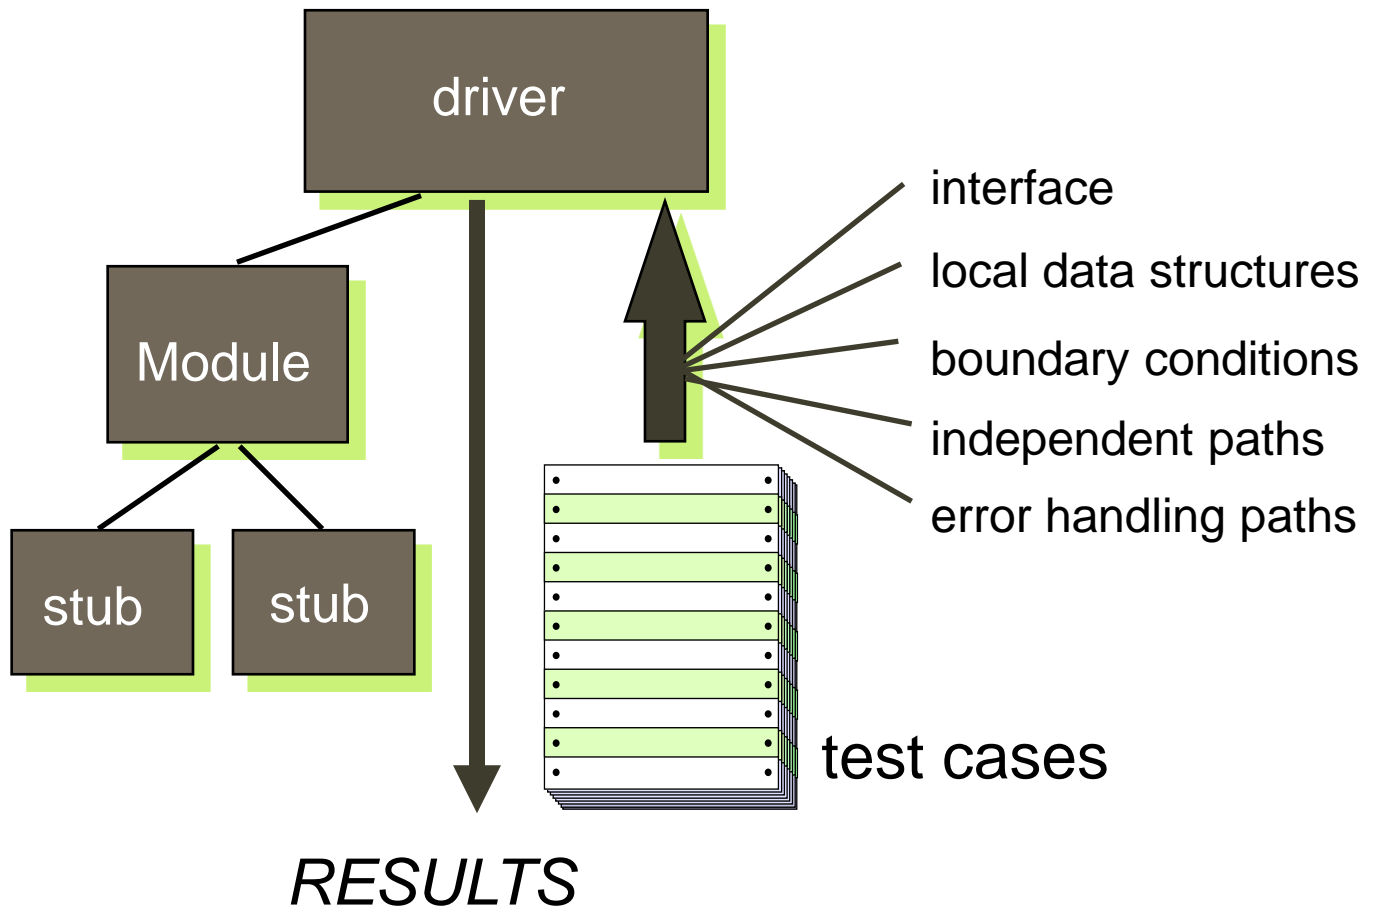 driver
interface
local data structures
Module
boundary conditions
independent paths
error handling paths
stub
stub
test cases
RESULTS